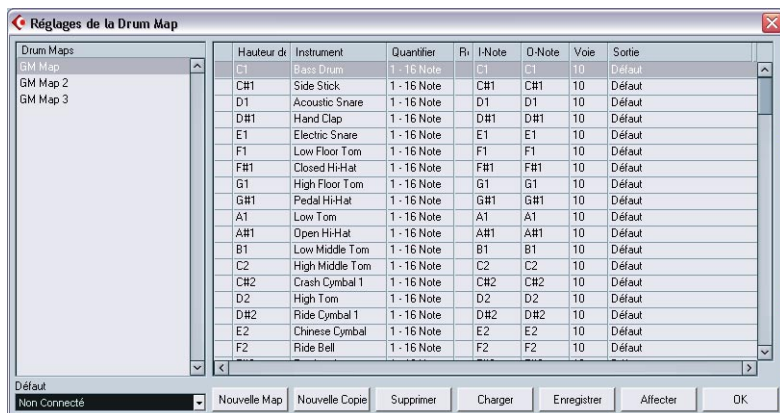 Réglages de la Drum Map
Drum Maps
GM Map
GM Map 2
GM Map 3
Hauteur de Instrument Quantifier I-Note O-Note Voie Sortie
C1 Bass Drum 1 - 16 Note C1 C1 10 Défaut
C#1 Side Stick 1 - 16 Note C#1 C#1 10 Défaut
D1 Acoustic Snare 1 - 16 Note D1 D1 10 Défaut
D#1 Hand Clap 1 - 16 Note D#1 D#1 10 Défaut
E1 Electric Snare 1 - 16 Note E1 E1 10 Défaut
F1 Low Floor Tom 1 - 16 Note F1 F1 10 Défaut
F#1 Closed Hi-Hat 1 - 16 Note F#1 F#1 10 Défaut
G1 High Floor Tom 1 - 16 Note G1 G1 10 Défaut
G#1 Pedal Hi-Hat 1 - 16 Note G#1 G#1 10 Défaut
A1 Low Tom 1 - 16 Note A1 A1 10 Défaut
A#1 Open Hi-Hat 1 - 16 Note A#1 A#1 10 Défaut
B1 Low Middle Tom 1 - 16 Note B1 B1 10 Défaut
C2 High Middle Tom 1 - 16 Note C2 C2 10 Défaut
C#2 Crash Cymbal 1 1 - 16 Note C#2 C#2 10 Défaut
D2 High Tom 1 - 16 Note D2 D2 10 Défaut
D#2 Ride Cymbal 1 1 - 16 Note D#2 D#2 10 Défaut
E2 Chinese Cymbal 1 - 16 Note E2 E2 10 Défaut
F2 Ride Bell 1 - 16 Note F2 F2 10 Défaut
Défaut
Non Connecté
Nouvelle Map Nouvelle Copie Supprimer Charger Enregistrer Affecter OK